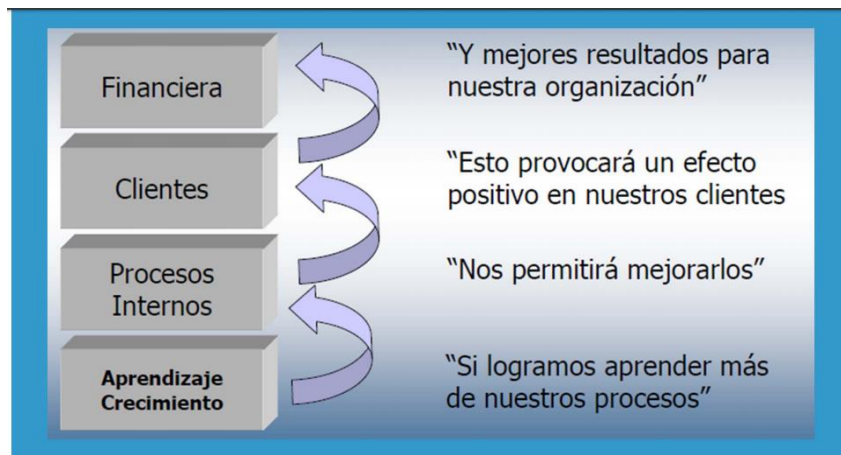 Financiera
"Y mejores resultados para
nuestra organización"
Clientes
"Esto provocará un efecto
positivo en nuestros clientes
Procesos
Internos
"Nos permitirá mejorarlos"
Aprendizaje
Crecimiento
"Si logramos aprender más
de nuestros procesos"